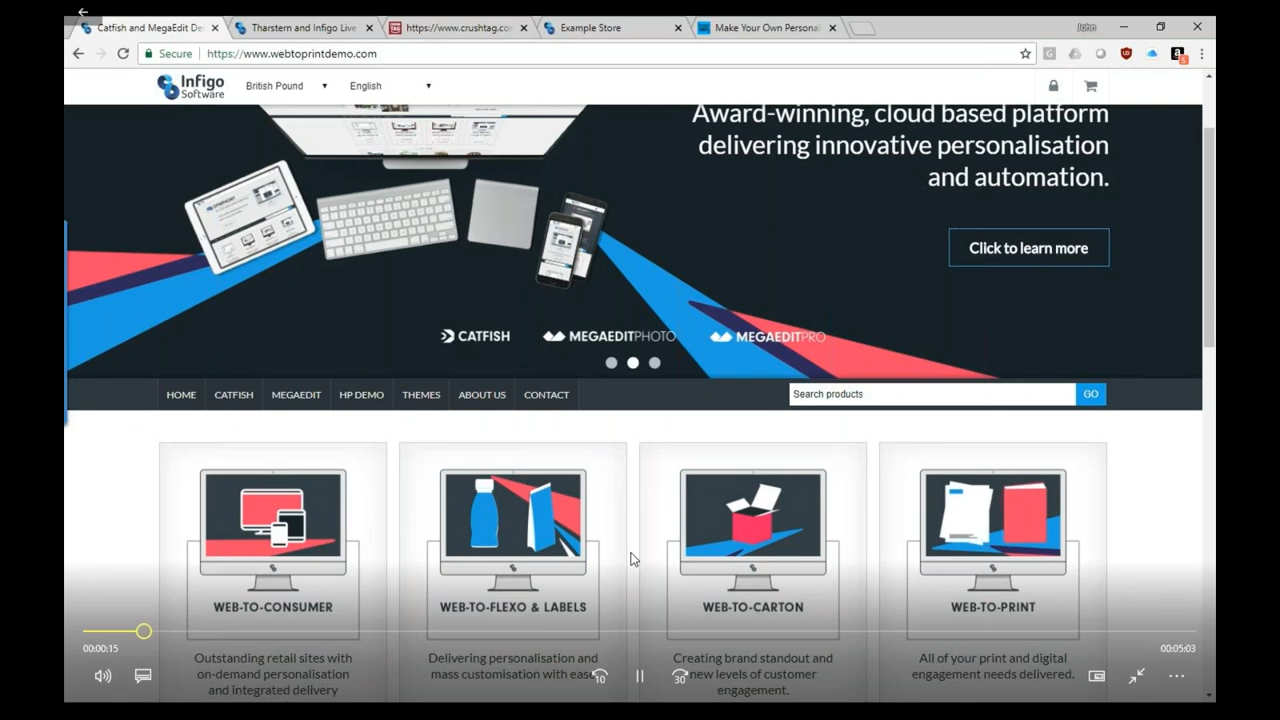 Catfish and MegaEdit De
Tharstern and Infigo Live
https://www.crushtag.co
Example Store
Make Your Own Persona
John
Secure
https://www.webtoprintdemo.com
Infigo
Software
British Pound
English
Award-winning, cloud based platform
delivering innovative personalisation
and automation.
Click to learn more
CATFISH
MEGAEDITPHOTO
MEGAEDITPRO
HOME
CATFISH
MEGAEDIT
HP DEMO
THEMES
ABOUT US
CONTACT
Search products
GO
WEB-TO-CONSUMER
WEB-TO-FLEXO & LABELS
WEB-TO-CARTON
WEB-TO-PRINT
00:00:15
00:05:03
Outstanding retail sites with
on-demand personalisation
and integrated delivery
Delivering personalisation and
mass customisation with ease.
Creating brand standout and
new levels of customer
engagement.
All of your print and digital
engagement needs delivered.
10
30